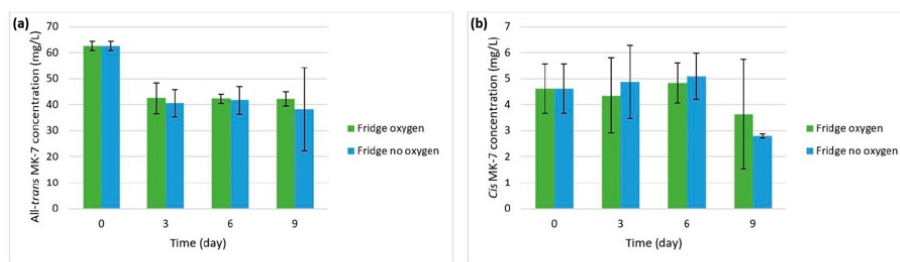 (a)
All-trans MK-7 concentration (mg/L)
70
60
50
40
30
20
10
0
0 3 6 9
Time (day)
Fridge oxygen
Fridge no oxygen
(b)
Cis MK-7 concentration (mg/L)
7
6
5
4
3
2
1
0
0 3 6 9
Time (day)
Fridge oxygen
Fridge no oxygen